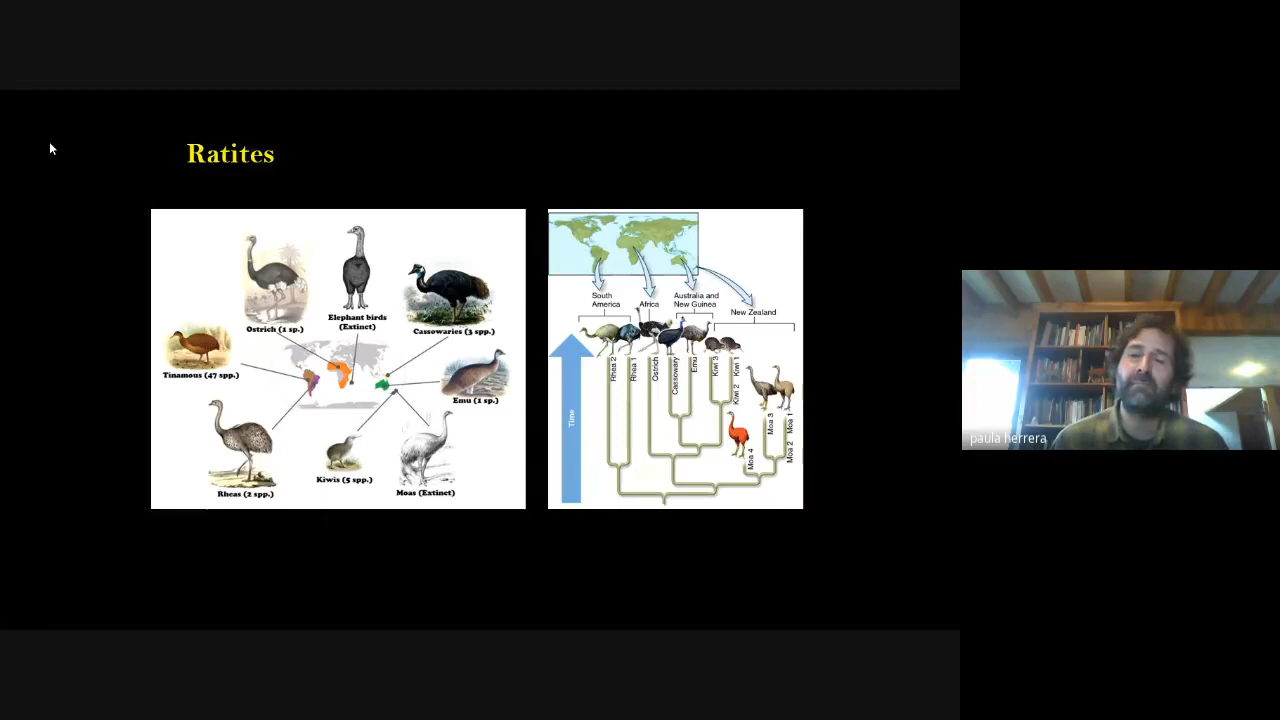 Ratites
Ostrich (1 sp.)
Elephant birds
(Extinct)
Cassowaries (3 spp.)
Tinamous (47 spp.)
Emu (1 sp.)
Rheas (2 spp.)
Kiwis (5 spp.)
Moas (Extinct)
South
America
Africa
Australia and
New Guinea
New Zealand
Time
Rhea 2
Rhea 1
Ostrich
Cassowary
Emu
Kiwi 3
Kiwi 2
Kiwi 1
Moa 4
Moa 3
Moa 2
Moa 1
paula herrera